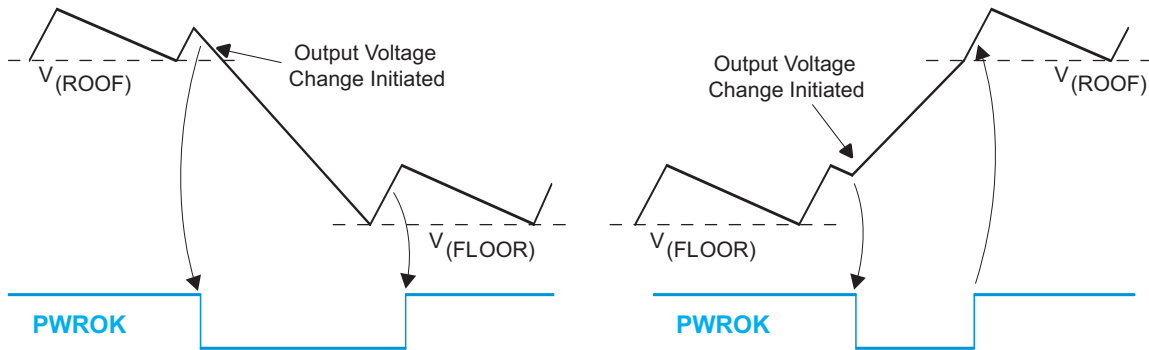 Output Voltage
Change Initiated
V(ROOF)
V(FLOOR)
PWROK
Output Voltage
Change Initiated
V(ROOF)
V(FLOOR)
PWROK